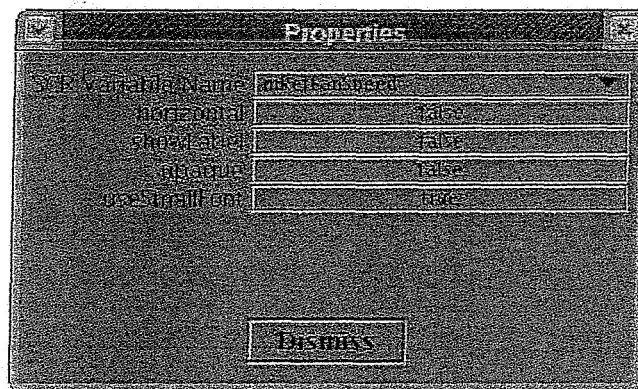 Properties
Variable Name
horizontal false
showLabel false
opaque false
useSmallFont true
Dismiss